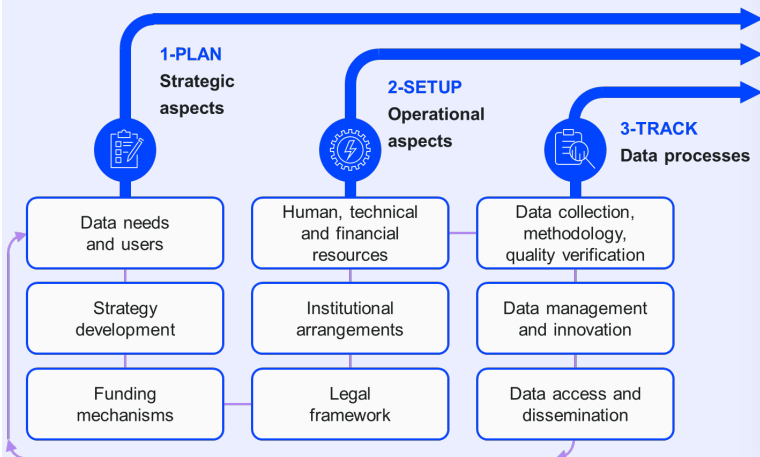 1-PLAN
Strategic
aspects
2-SETUP
Operational
aspects
3-TRACK
Data processes
Data needs
and users
Strategy
development
Funding
mechanisms
Human, technical
and financial
resources
Institutional
arrangements
Legal
framework
Data collection,
methodology,
quality verification
Data management
and innovation
Data access and
dissemination